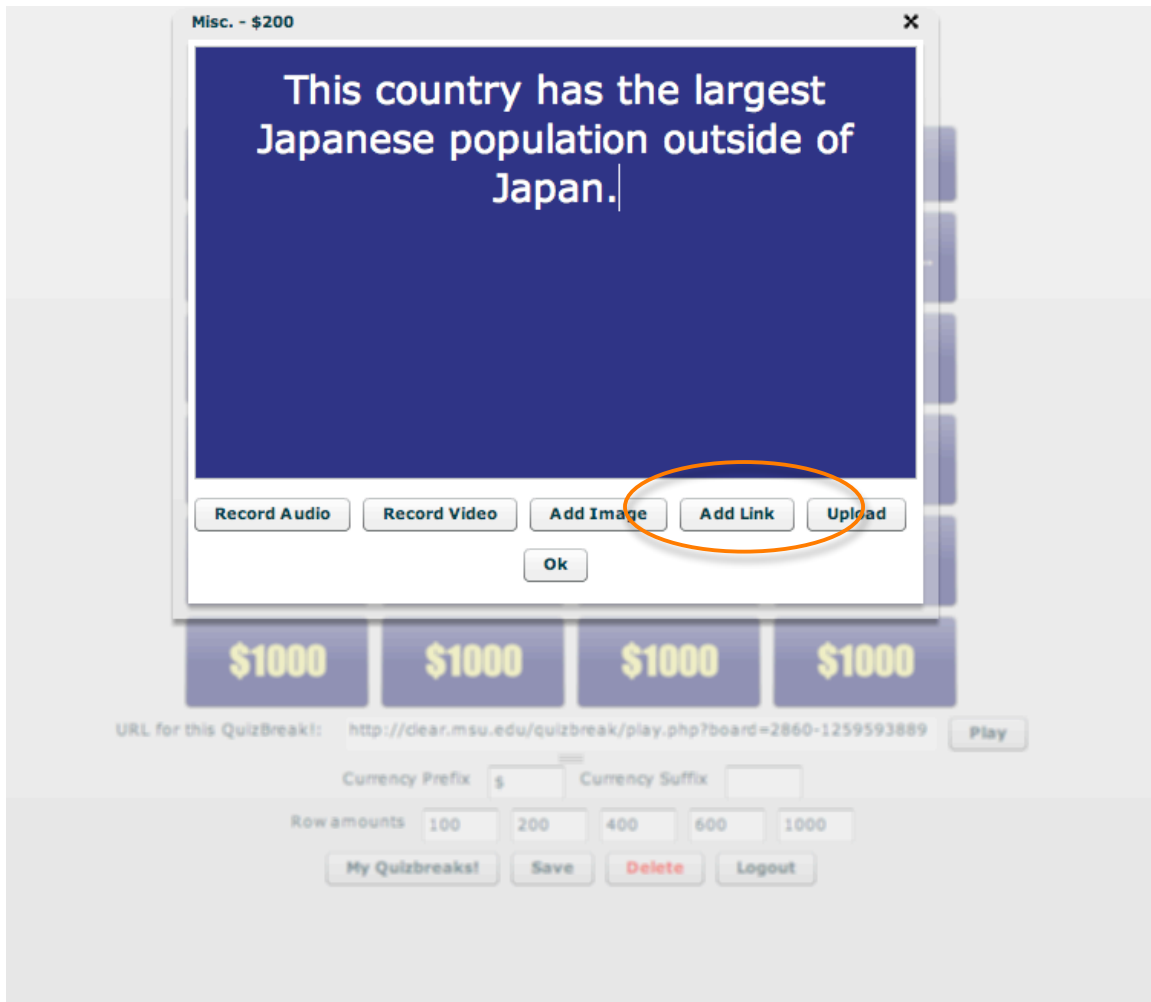 Misc. - $200
This country has the largest
Japanese population outside of
Japan.
Record Audio Record Video Add Image Add Link Upload
Ok
$1000 $1000 $1000 $1000
URL for this QuizBreak!: http://clear.msu.edu/quizbreak/play.php?board=2860-1259593889 Play
Currency Prefix $ Currency Suffix
Row amounts 100 200 400 600 1000
My Quizbreaks! Save Delete Logout